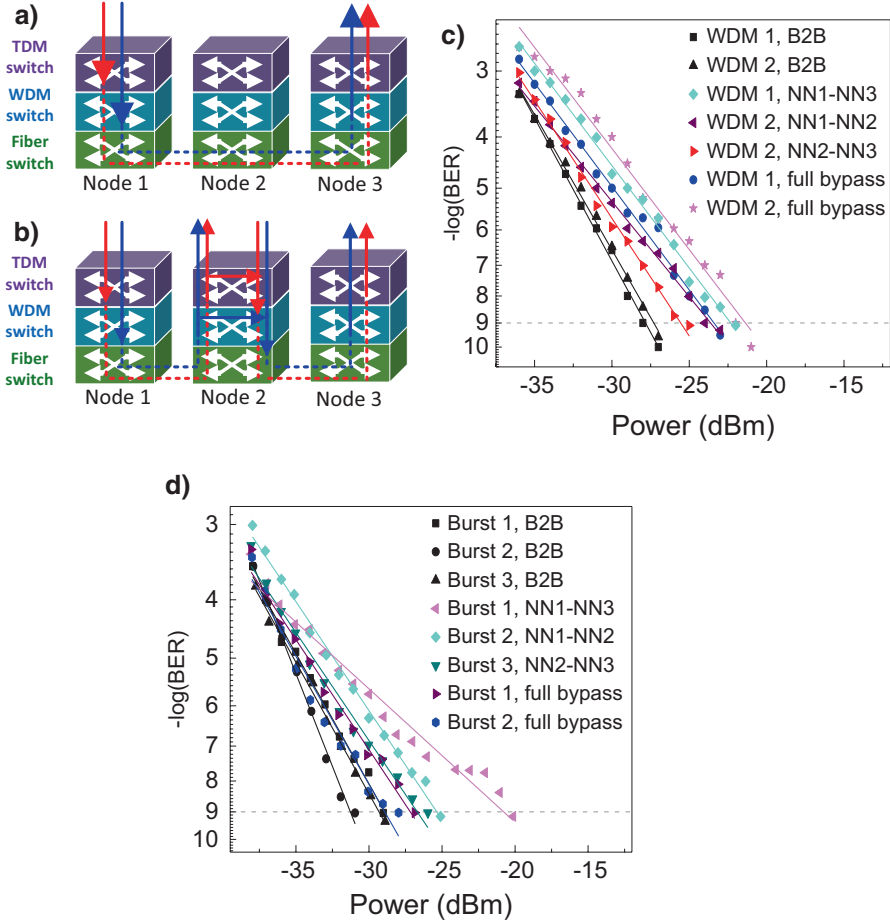 a)
TDM
switch
WDM
switch
Fiber
switch
Node 1
Node 2
Node 3
b)
TDM
switch
WDM
switch
Fiber
switch
Node 1
Node 2
Node 3
c)
WDM 1, B2B
WDM 2, B2B
WDM 1, NN1-NN3
WDM 2, NN1-NN2
WDM 2, NN2-NN3
WDM 1, full bypass
WDM 2, full bypass
-log(BER)
3
4
5
6
7
8
9
10
-35
-30
-25
-20
-15
Power (dBm)
d)
Burst 1, B2B
Burst 2, B2B
Burst 3, B2B
Burst 1, NN1-NN3
Burst 2, NN1-NN2
Burst 3, NN2-NN3
Burst 1, full bypass
Burst 2, full bypass
-log(BER)
3
4
5
6
7
8
9
10
-35
-30
-25
-20
-15
Power (dBm)